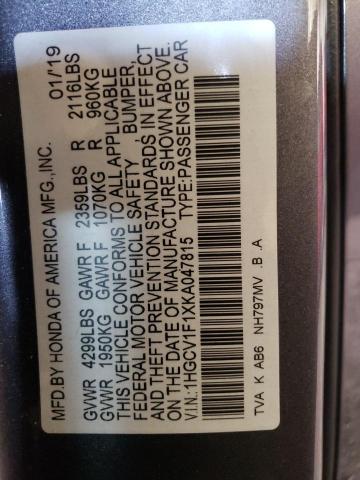 MFD.BY HONDA OF AMERICA MFG.,INC. 01/19
GVWR 4299LBS GAWR F 2359LBS R 2116LBS
GVWR 1950KG GAWR F 1070KG R 960KG
THIS VEHICLE CONFORMS TO ALL APPLICABLE
FEDERAL MOTOR VEHICLE SAFETY , BUMPER,
AND THEFT PREVENTION STANDARDS IN EFFECT
ON THE DATE OF MANUFACTURE SHOWN ABOVE.
V.I.N.:1HGCV1F1XKA047815 TYPE:PASSENGER CAR
TVA K AB6 NH797MV .B .A